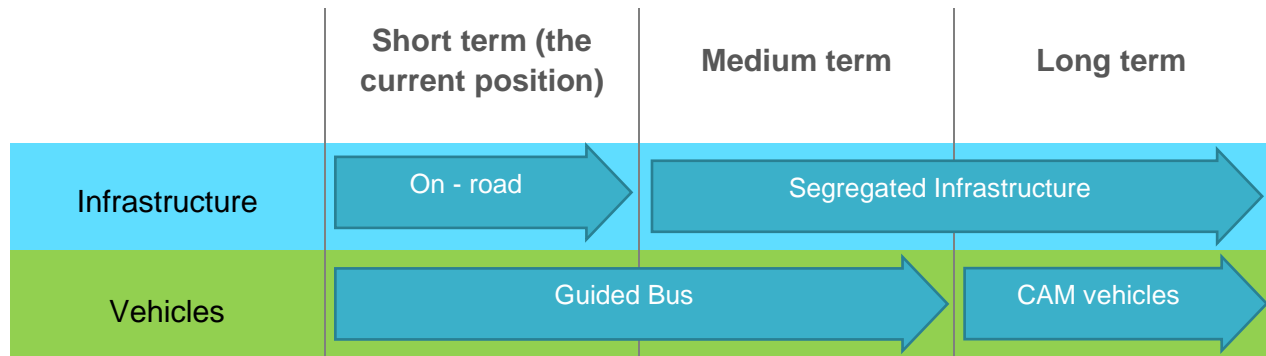 Short term (the
current position)
Medium term
Long term
Infrastructure
On - road
Segregated Infrastructure
Vehicles
Guided Bus
CAM vehicles